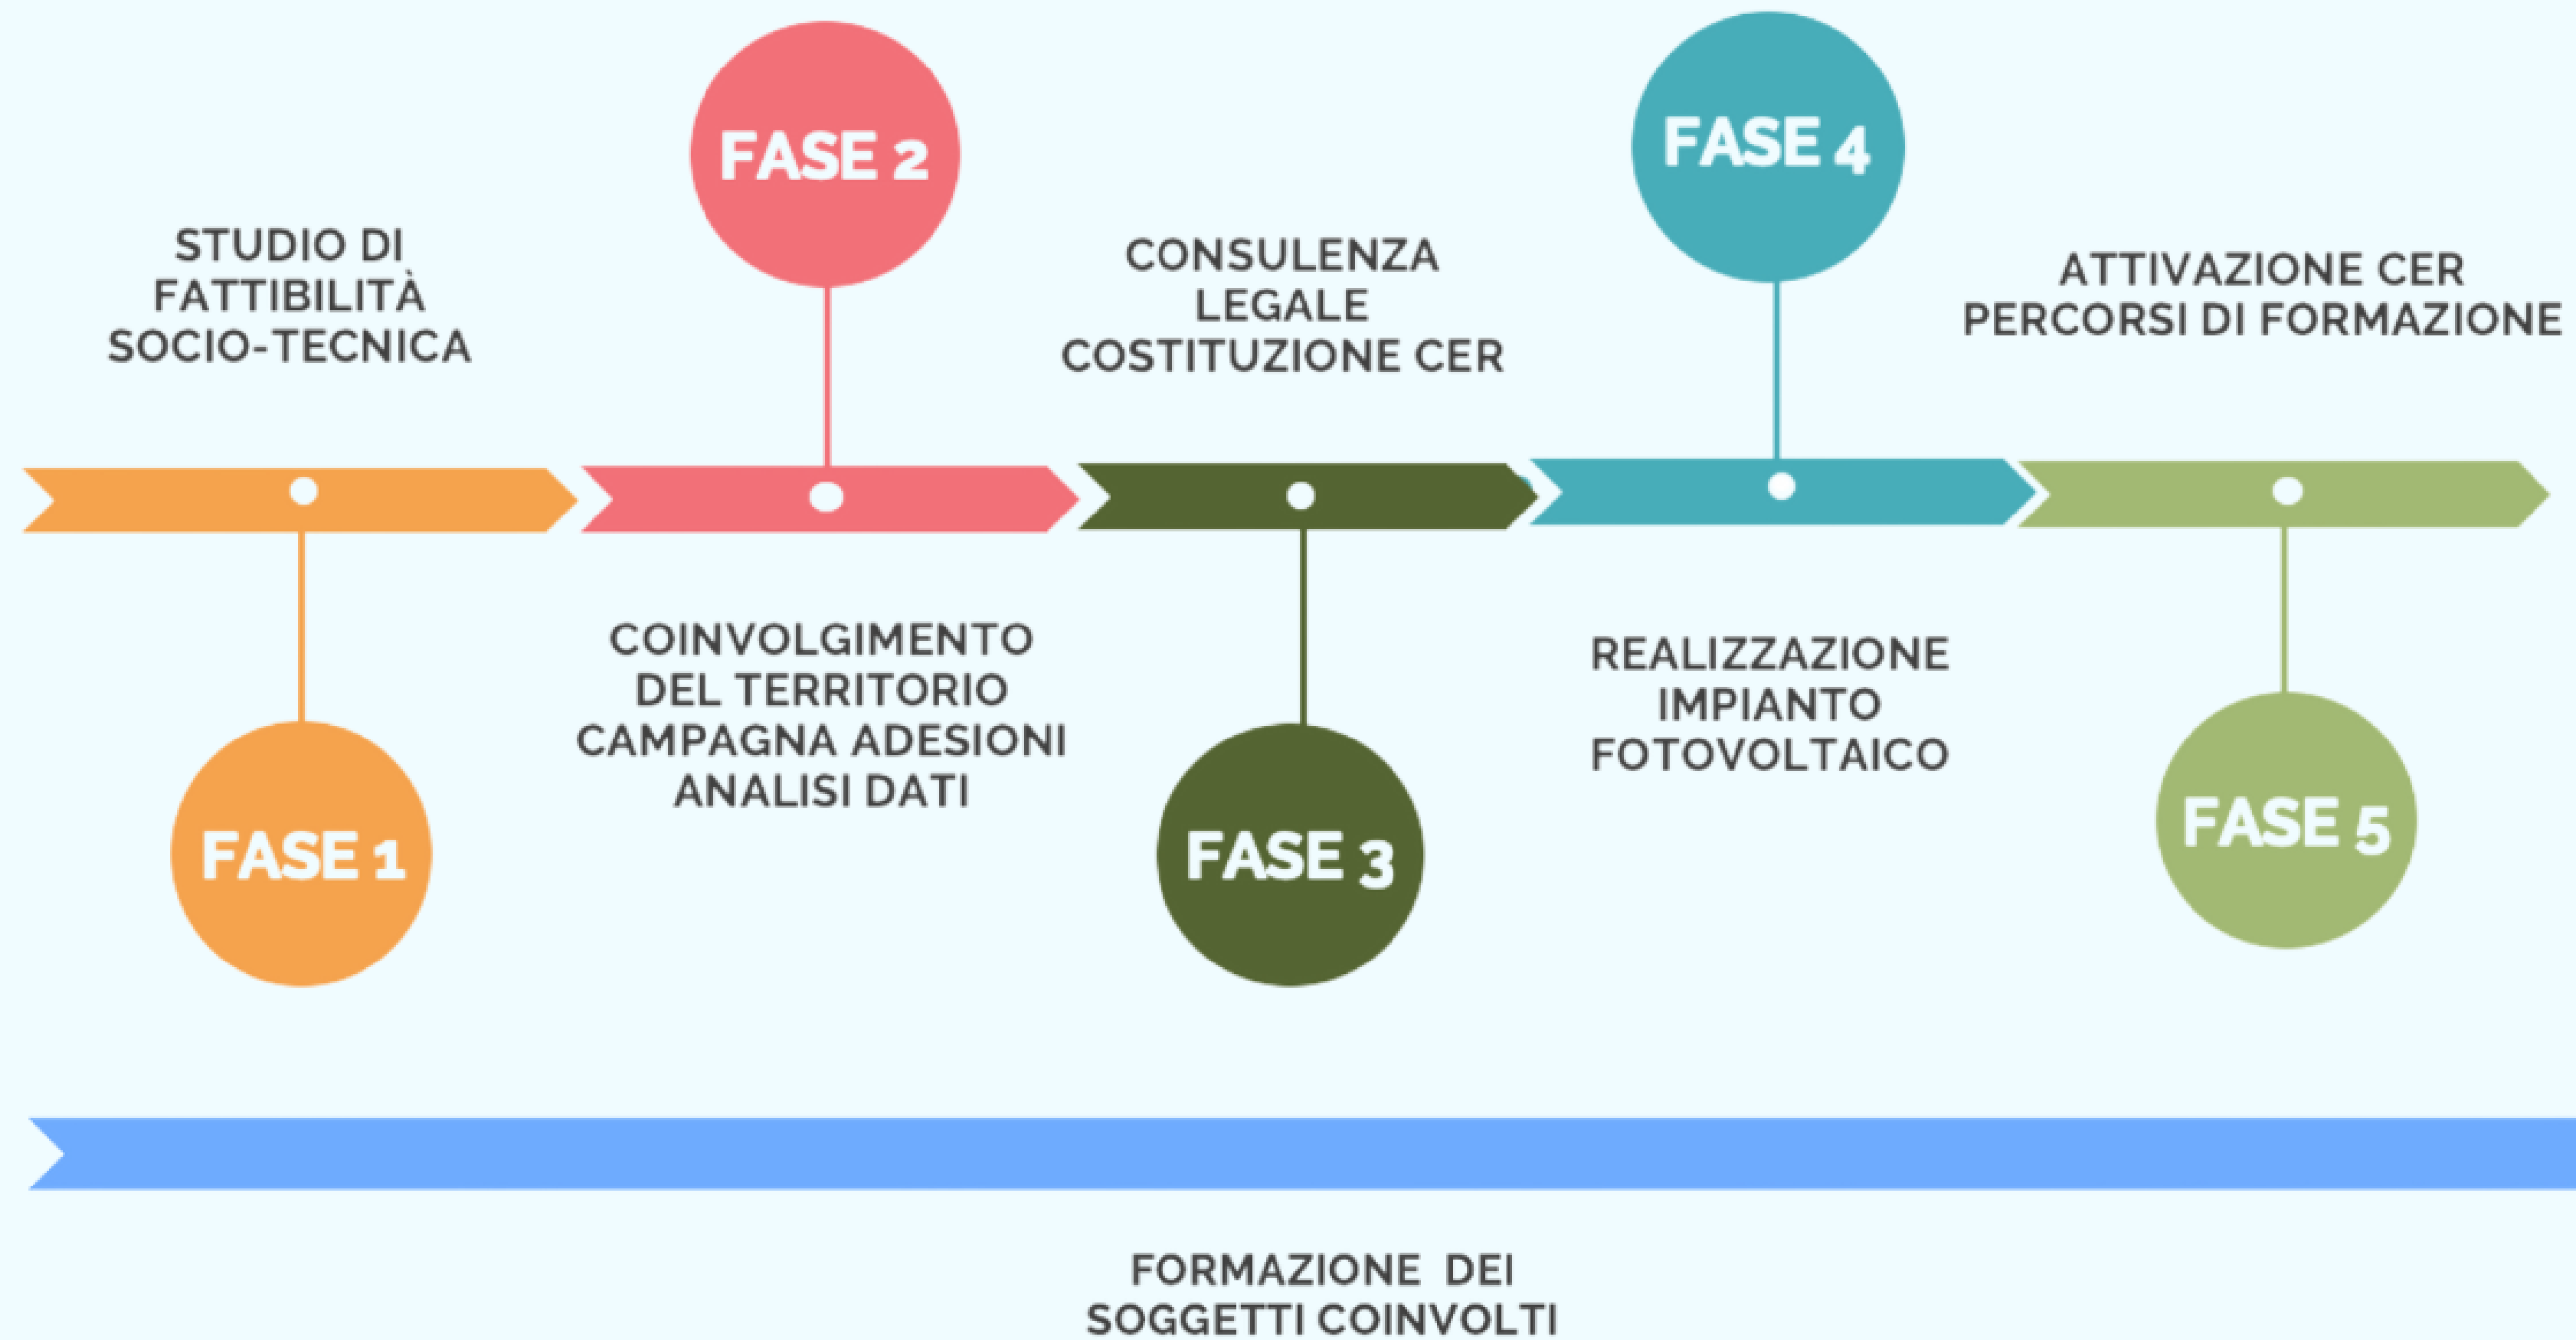 STUDIO DI
FATTIBILITÀ
SOCIO-TECNICA
FASE 1
FASE 2
COINVOLGIMENTO
DEL TERRITORIO
CAMPAGNA ADESIONI
ANALISI DATI
CONSULENZA
LEGALE
COSTITUZIONE CER
FASE 3
FASE 4
REALIZZAZIONE
IMPIANTO
FOTOVOLTAICO
ATTIVAZIONE CER
PERCORSI DI FORMAZIONE
FASE 5
FORMAZIONE DEI
SOGGETTI COINVOLTI